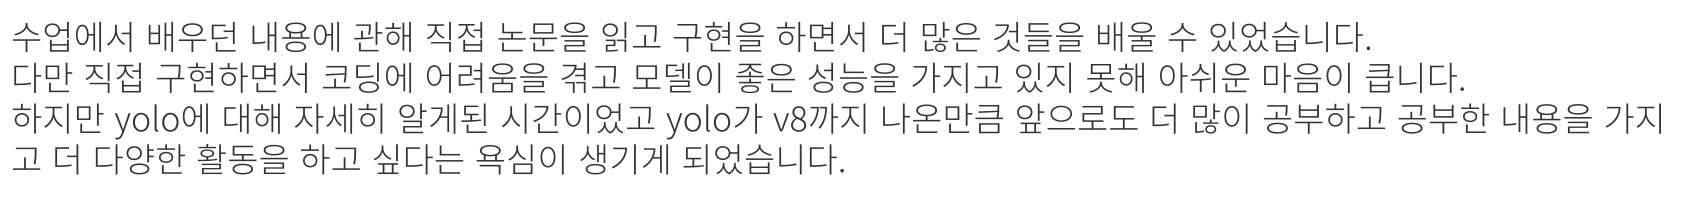 수업에서 배우던 내용에 관해 직접 논문을 읽고 구현을 하면서 더 많은 것들을 배울 수 있었습니다.
다만 직접 구현하면서 코딩에 어려움을 겪고 모델이 좋은 성능을 가지고 있지 못해 아쉬운 마음이 큽니다.
하지만 yolo에 대해 자세히 알게된 시간이었고 yolo가 v8까지 나온만큼 앞으로도 더 많이 공부하고 공부한 내용을 가지
고 더 다양한 활동을 하고 싶다는 욕심이 생기게 되었습니다.